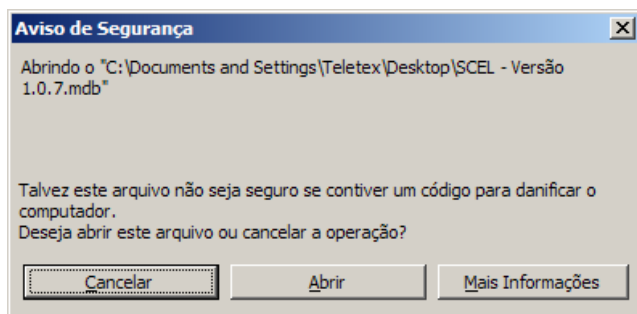 Aviso de Segurança
Abrindo o "C:\Documents and Settings\Teletex\Desktop\SCEL - Versão
1.0.7.mdb"
Talvez este arquivo não seja seguro se contiver um código para danificar o
computador.
Deseja abrir este arquivo ou cancelar a operação?
Cancelar Abrir Mais Informações